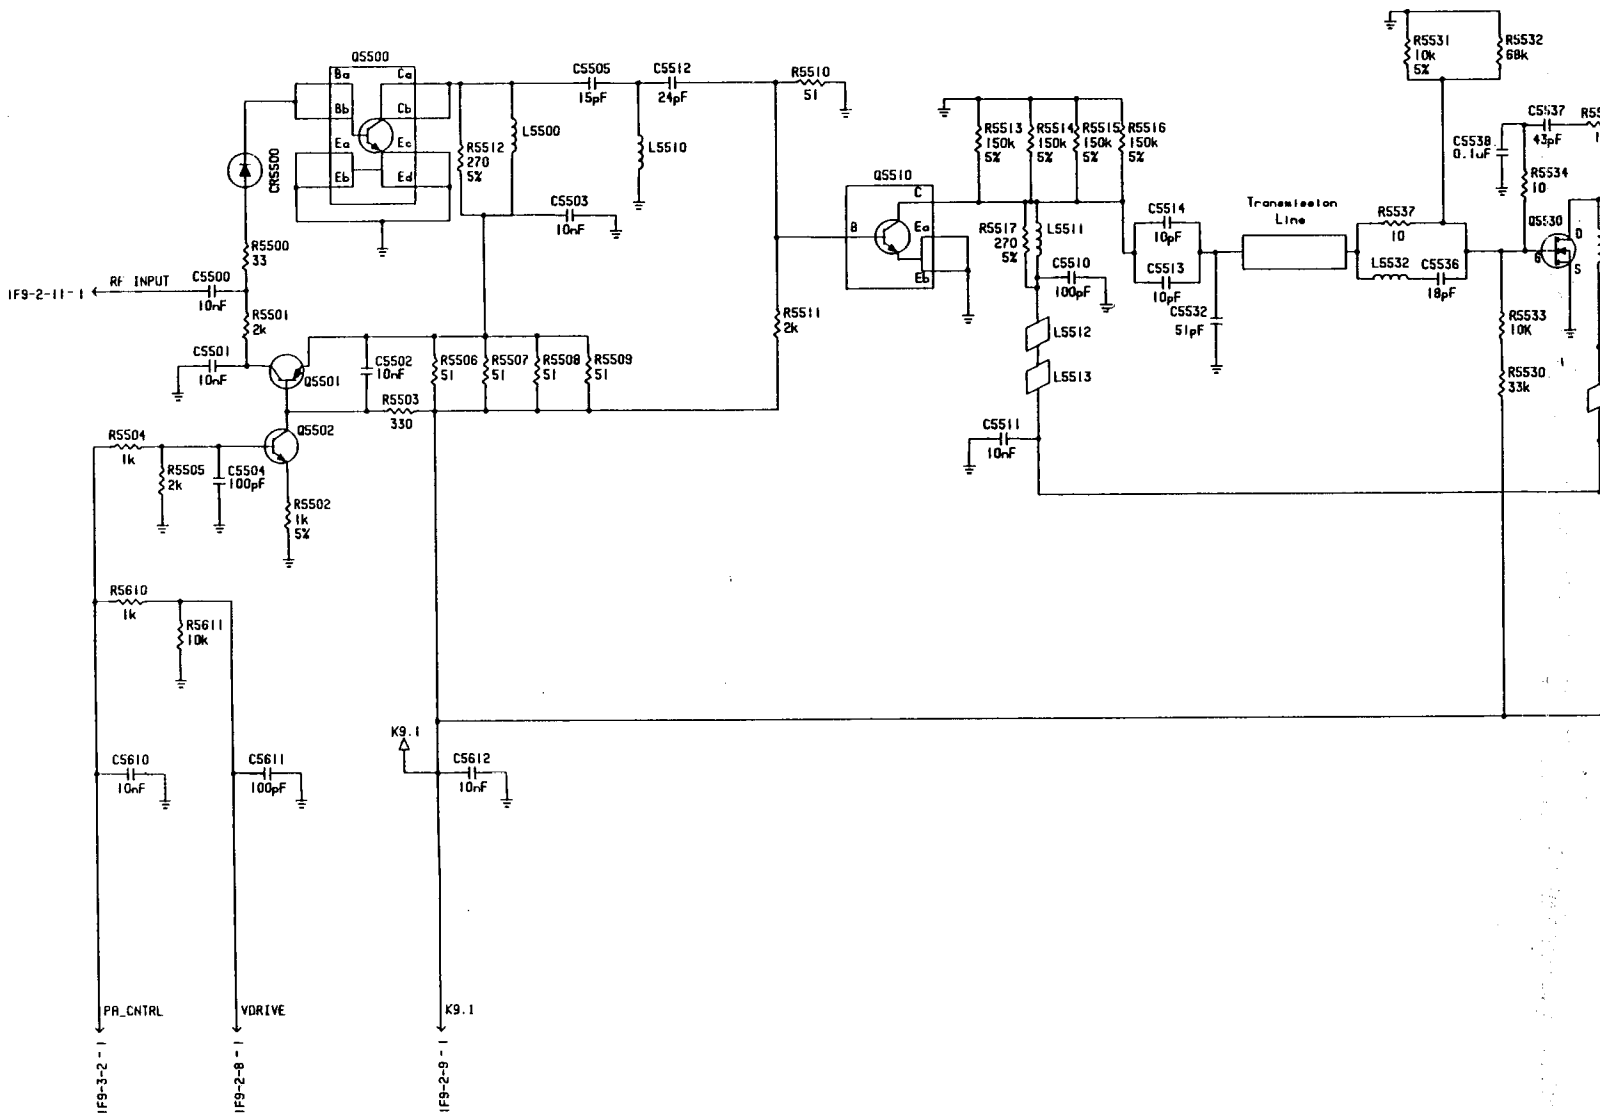 Q5500
Ba
Ca
Bb
Cb
Ea
Ec
Eb
Ed
CR5500
R5512
270
5%
L5500
C5505
15pF
C5512
24pF
L5510
C5503
10nF
R5510
51
R5500
33
1F9-2-11-1
RF INPUT
C5500
10nF
R5501
2k
C5501
10nF
Q5501
C5502
10nF
R5506
51
R5507
51
R5508
51
R5509
51
R5511
2k
R5503
330
Q5502
R5504
1k
R5505
2k
C5504
100pF
R5502
1k
5%
Q5510
C
B
Ea
Eb
R5513
150k
5%
R5514
150k
5%
R5515
150k
5%
R5516
150k
5%
R5517
270
5%
L5511
C5510
100pF
L5512
L5513
C5511
10nF
C5514
10pF
C5513
10pF
C5532
51pF
Transmission
Line
R5531
10k
5%
R5532
68k
R5537
10
L5532
C5536
18pF
C5538
0.1uF
C5537
43pF
R5534
10
Q5530
D
G
S
R5533
10K
R5530
33k
R5610
1k
R5611
10k
C5610
10nF
C5611
100pF
K9.1
C5612
10nF
PA_CNTRL
VDRIVE
K9.1
1F9-3-2-1
1F9-2-8-1
1F9-2-9-1